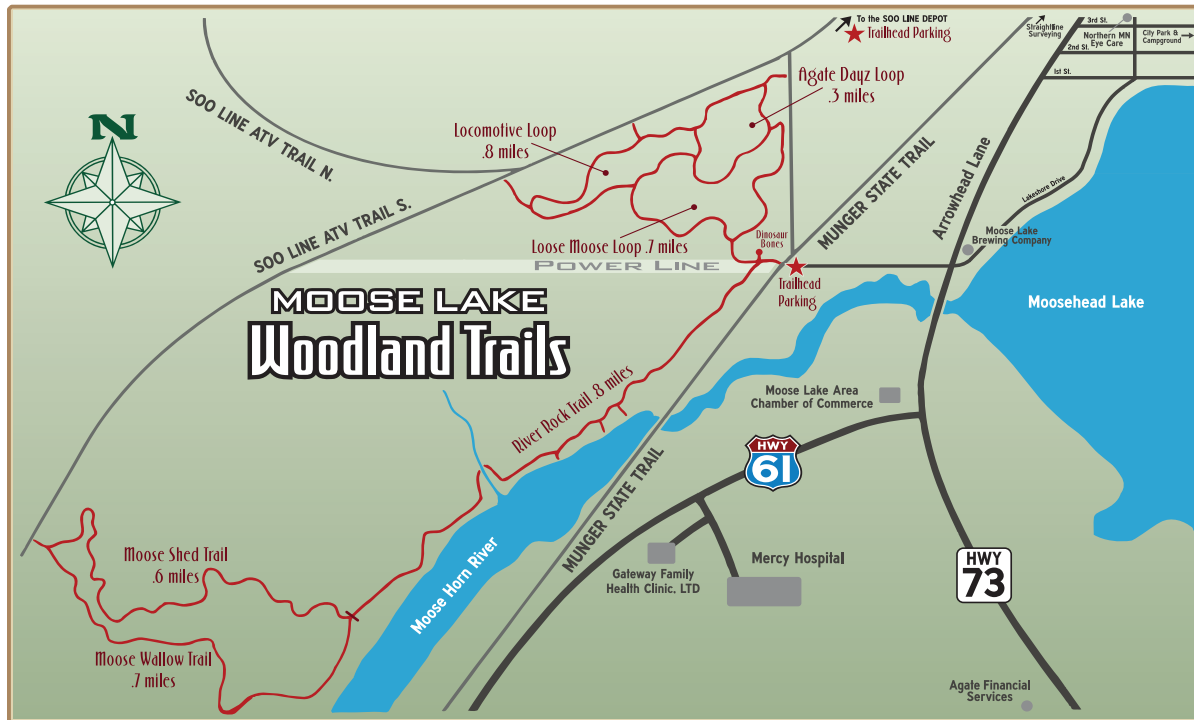 To the SOO LINE DEPOT
Trailhead Parking
Straightline
Surveying
3rd St.
Northern MN
Eye Care
City Park &
Campground
2nd St.
1st St.
Agate Dayz Loop
.3 miles
SOO LINE ATV TRAIL N.
N
Locomotive Loop
.8 miles
MUNGER STATE TRAIL
Arrowhead Lane
Lakeshore Drive
SOO LINE ATV TRAIL S.
Loose Moose Loop .7 miles
Dinosaur
Bones
Moose Lake
Brewing Company
POWER LINE
Trailhead
Parking
MOOSE LAKE
Woodland Trails
Moosehead Lake
River Rock Trail .8 miles
Moose Lake Area
Chamber of Commerce
HWY
61
MUNGER STATE TRAIL
Moose Horn River
Moose Shed Trail
.6 miles
Gateway Family
Health Clinic, LTD
Mercy Hospital
HWY
73
Moose Wallow Trail
.7 miles
Agate Financial
Services